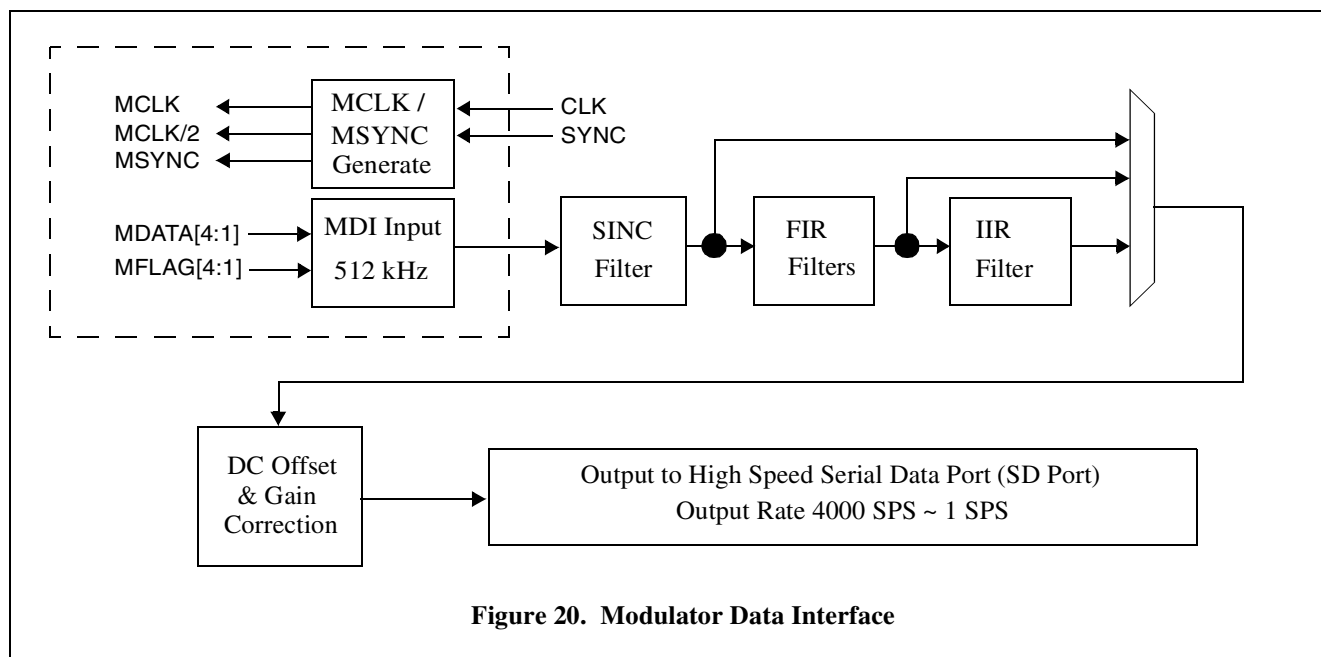 MCLK
MCLK/2
MSYNC
MCLK /
MSYNC
Generate
CLK
SYNC
MDATA[4:1]
MFLAG[4:1]
MDI Input
512 kHz
SINC
Filter
FIR
Filters
IIR
Filter
DC Offset
& Gain
Correction
Output to High Speed Serial Data Port (SD Port)
Output Rate 4000 SPS ~ 1 SPS
Figure 20. Modulator Data Interface